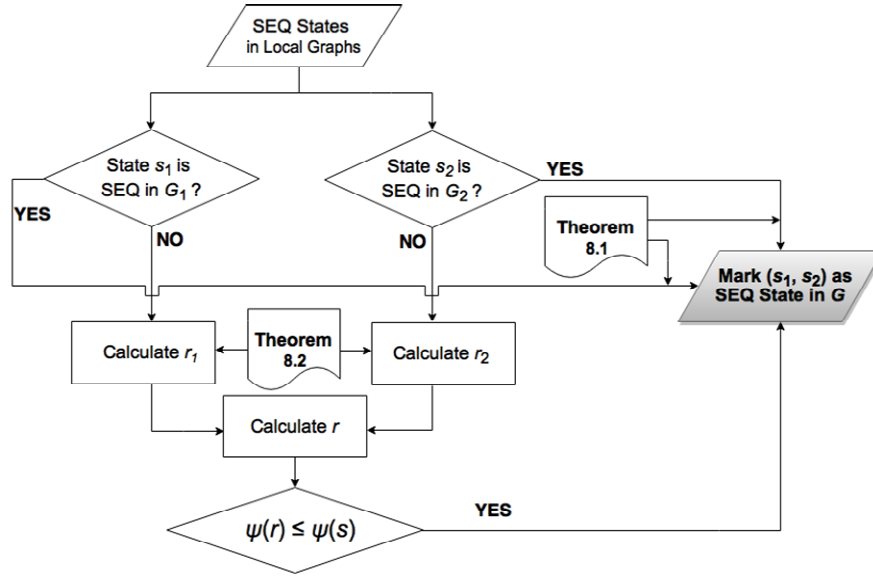 SEQ States
in Local Graphs
State s₁ is
SEQ in G₁ ?
State s₂ is
SEQ in G₂ ?
YES
YES
NO
NO
Theorem
8.1
Mark (s₁, s₂) as
SEQ State in G
Calculate r₁
Theorem
8.2
Calculate r₂
Calculate r
ψ(r) ≤ ψ(s)
YES